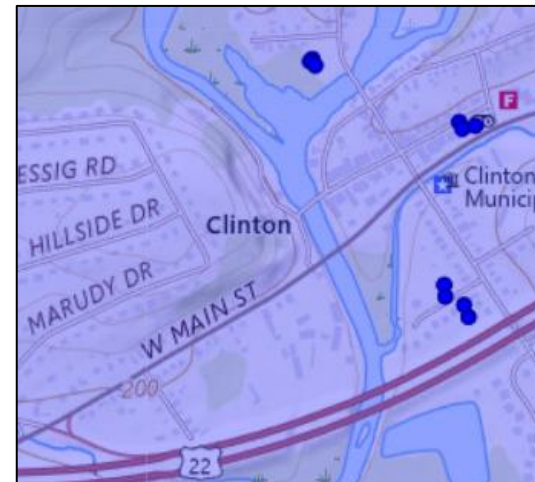 F
Clinton
Municip
ESSIG RD
HILLSIDE DR
Clinton
MARUDY DR
W MAIN ST
200
22